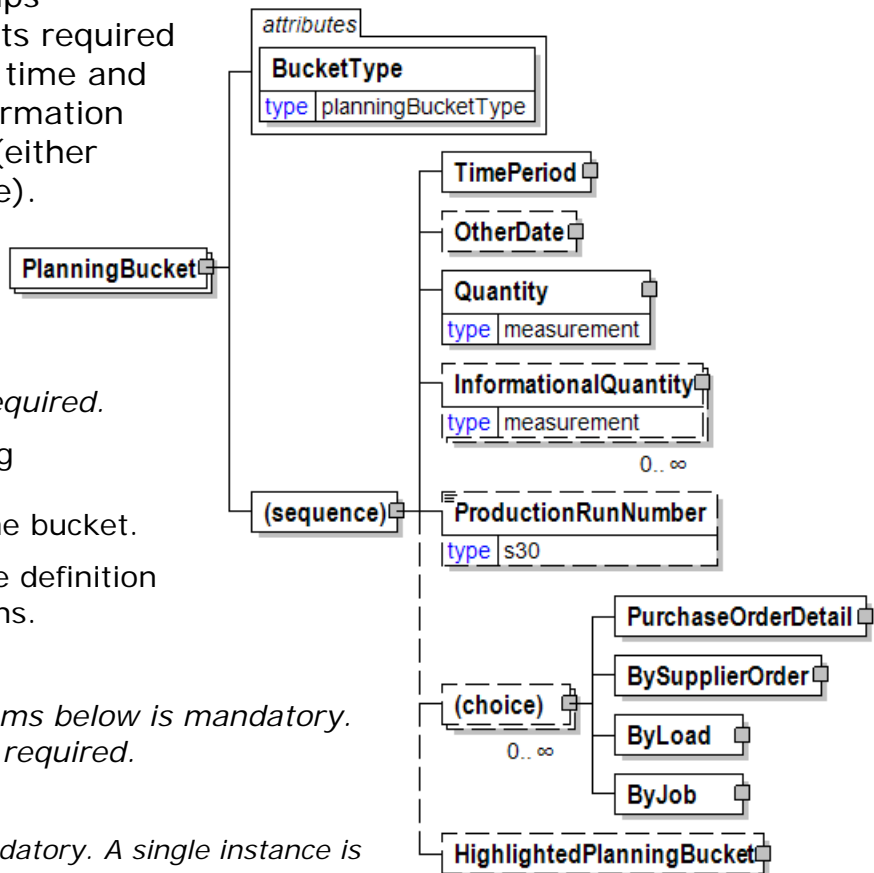 ps
ts required
time and
rmation
(either
e).
equired.
g
ne bucket.
e definition
ns.
ms below is mandatory.
required.
datory. A single instance is
attributes
BucketType
type planningBucketType
PlanningBucket
(sequence)
TimePeriod
OtherDate
Quantity
type measurement
InformationalQuantity
type measurement
0.. ∞
ProductionRunNumber
type s30
(choice)
0.. ∞
PurchaseOrderDetail
BySupplierOrder
ByLoad
ByJob
HighlightedPlanningBucket